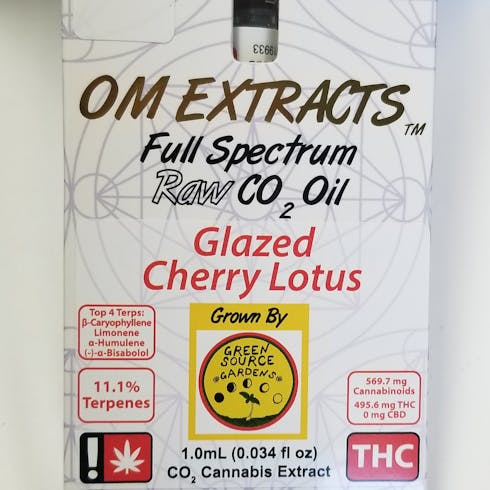 9933
OM EXTRACTS™
Full Spectrum
Raw CO2 Oil
Glazed
Cherry Lotus
Top 4 Terps:
β-Caryophyllene
Limonene
α-Humulene
(-)-α-Bisabolol
11.1%
Terpenes
Grown By
GREEN
SOURCE
GARDENS
569.7 mg
Cannabinoids
495.6 mg THC
0 mg CBD
!
1.0mL (0.034 fl oz)
CO2 Cannabis Extract
THC